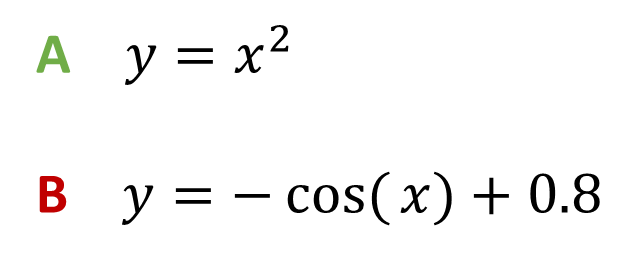 A y = x²
B y = − cos( x) + 0.8